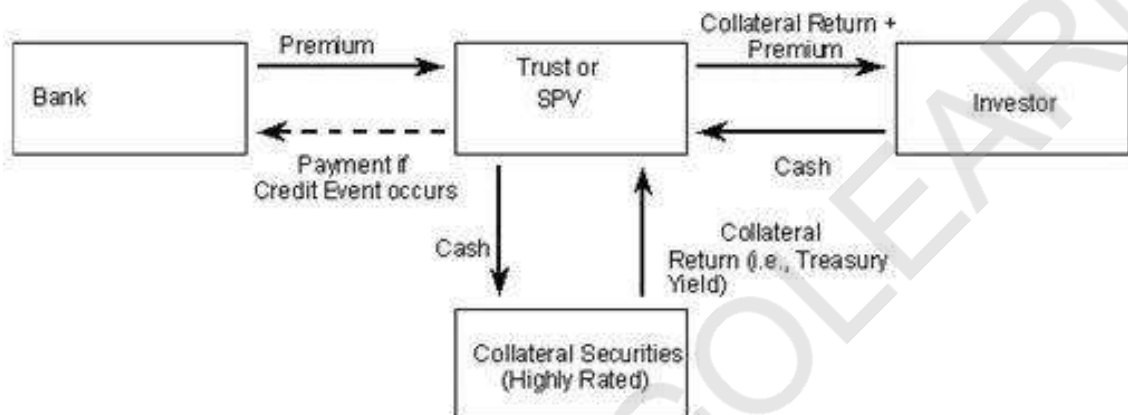 Premium
Collateral Return +
Premium
Bank
Trust or
SPV
Investor
Payment if
Credit Event occurs
Cash
Cash
Collateral
Return (i.e., Treasury
Yield)
Collateral Securities
(Highly Rated)